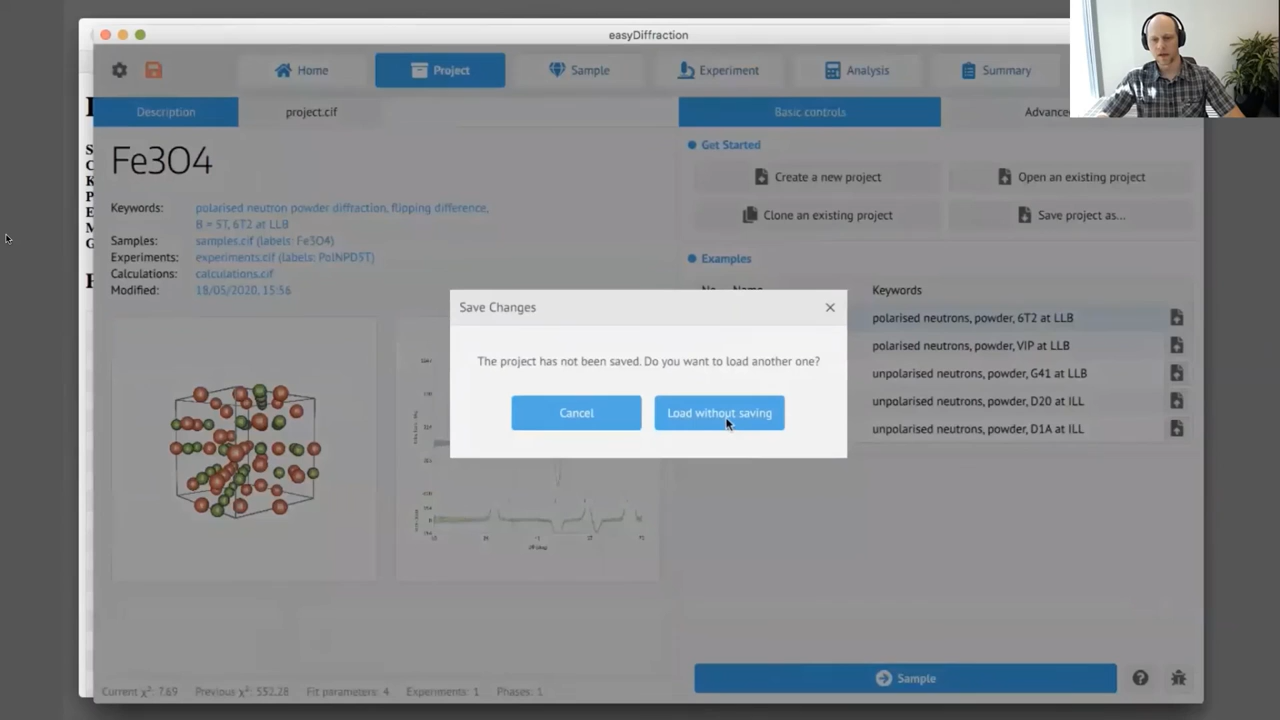 easyDiffraction
Home
Project
Sample
Experiment
Analysis
Summary
Description
project.cif
Basic controls
Advance
Fe3O4
Keywords: polarised neutron powder diffraction, flipping difference,
B = 5T, 6T2 at LLB
Samples: samples.cif (labels: Fe3O4)
Experiments: experiments.cif (labels: PolNPD5T)
Calculations: calculations.cif
Modified: 18/05/2020, 15:56
Get Started
Create a new project
Open an existing project
Clone an existing project
Save project as...
Examples
No. Name
Keywords
polarised neutrons, powder, 6T2 at LLB
polarised neutrons, powder, VIP at LLB
unpolarised neutrons, powder, G41 at LLB
unpolarised neutrons, powder, D20 at ILL
unpolarised neutrons, powder, D1A at ILL
Save Changes
The project has not been saved. Do you want to load another one?
Cancel
Load without saving
Sample
Current χ²: 7.69 Previous χ²: 552.28 Fit parameters: 4 Experiments: 1 Phases: 1